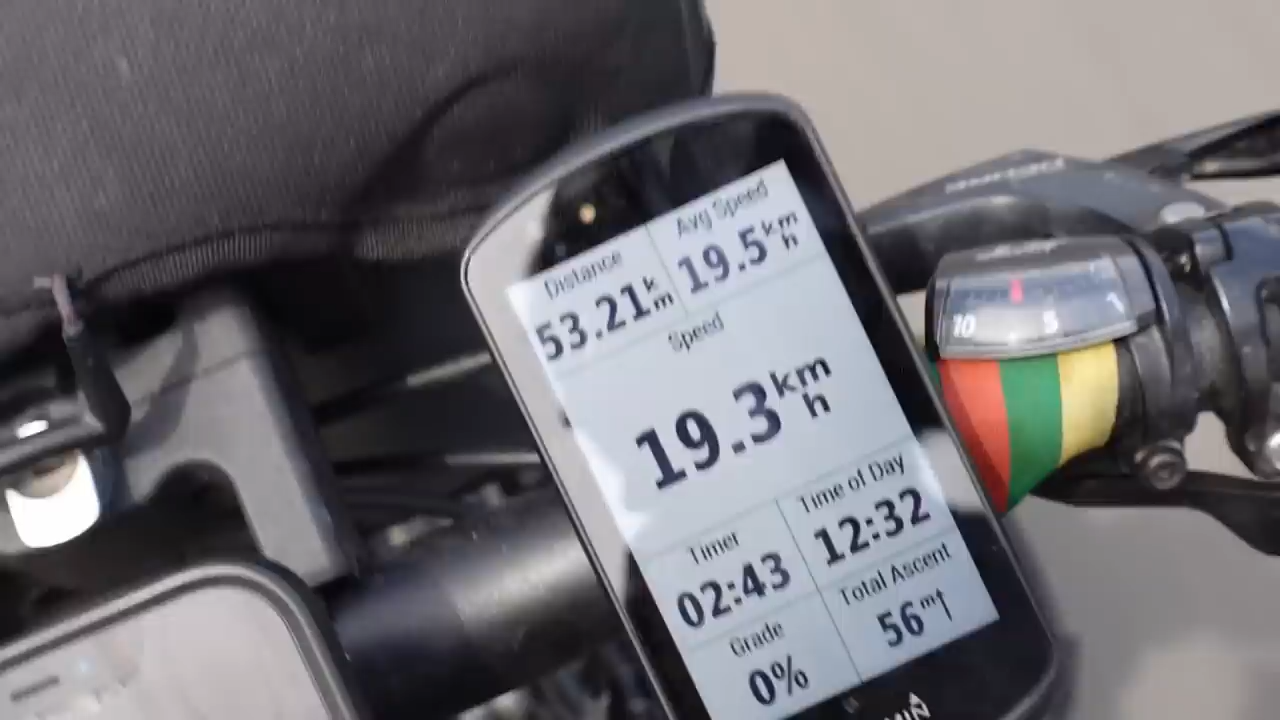 Distance
53.21 km
Avg Speed
19.5 km h
Speed
19.3 km h
Timer
02:43
Time of Day
12:32
Grade
0%
Total Ascent
56 m↑
10 5 1